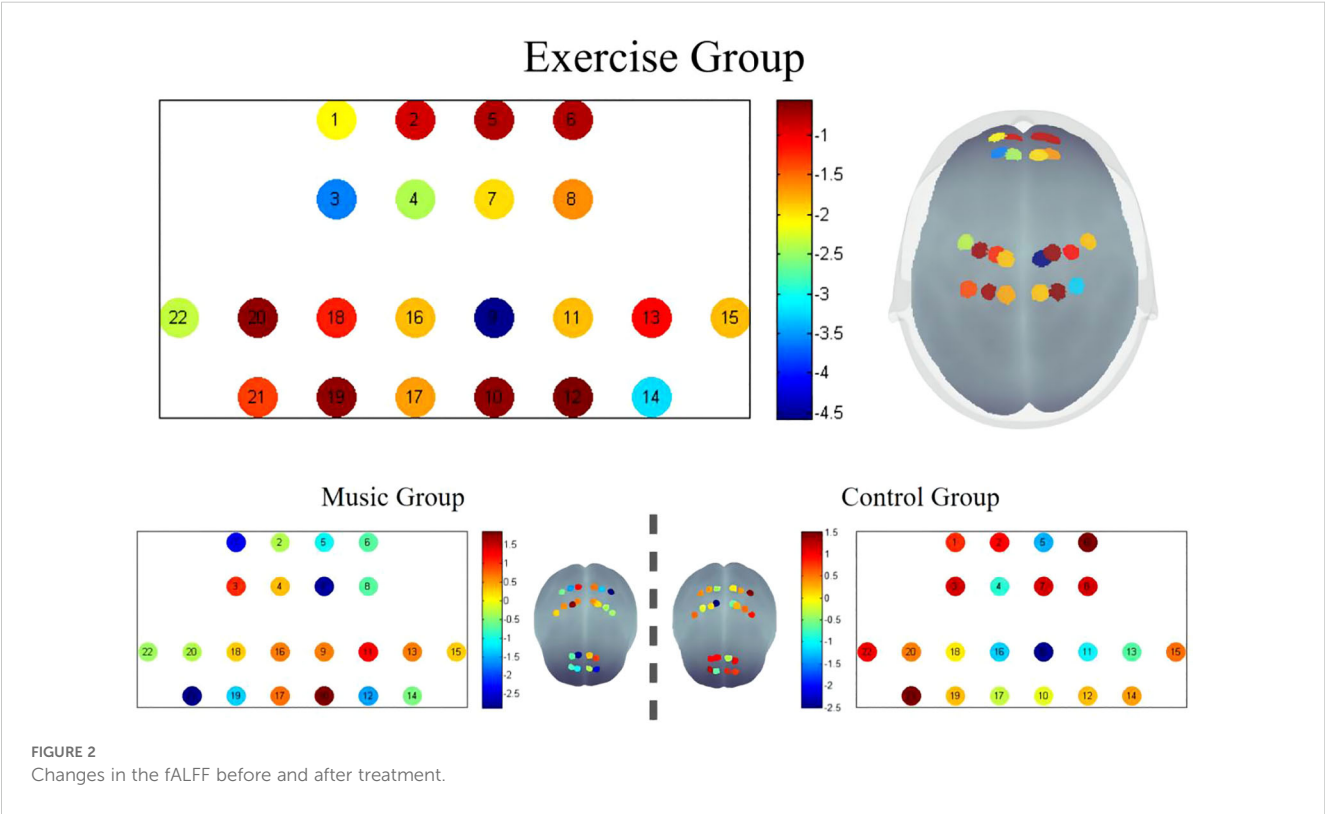 Exercise Group
1 2 5 6
3 4 7 8
22 20 18 16 9 11 13 15
21 19 17 10 12 14
-1
-1.5
-2
-2.5
-3
-3.5
-4
-4.5
Music Group
2 5 6
3 4 8
22 20 18 16 9 11 13 15
19 17 12 14
1.5
1
0.5
0
-0.5
-1
-1.5
-2
-2.5
Control Group
1.5
1
0.5
0
-0.5
-1
-1.5
-2
-2.5
1 2 5
4 7
22 20 18 16 11 13 15
19 17 10 12 14
FIGURE 2
Changes in the fALFF before and after treatment.